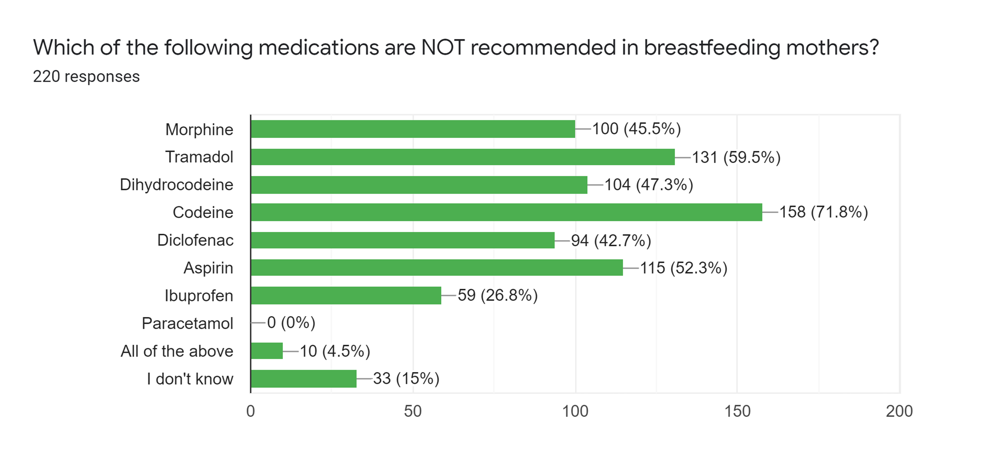 Which of the following medications are NOT recommended in breastfeeding mothers?
220 responses
Morphine 100 (45.5%)
Tramadol 131 (59.5%)
Dihydrocodeine 104 (47.3%)
Codeine 158 (71.8%)
Diclofenac 94 (42.7%)
Aspirin 115 (52.3%)
Ibuprofen 59 (26.8%)
Paracetamol 0 (0%)
All of the above 10 (4.5%)
I don't know 33 (15%)
0 50 100 150 200